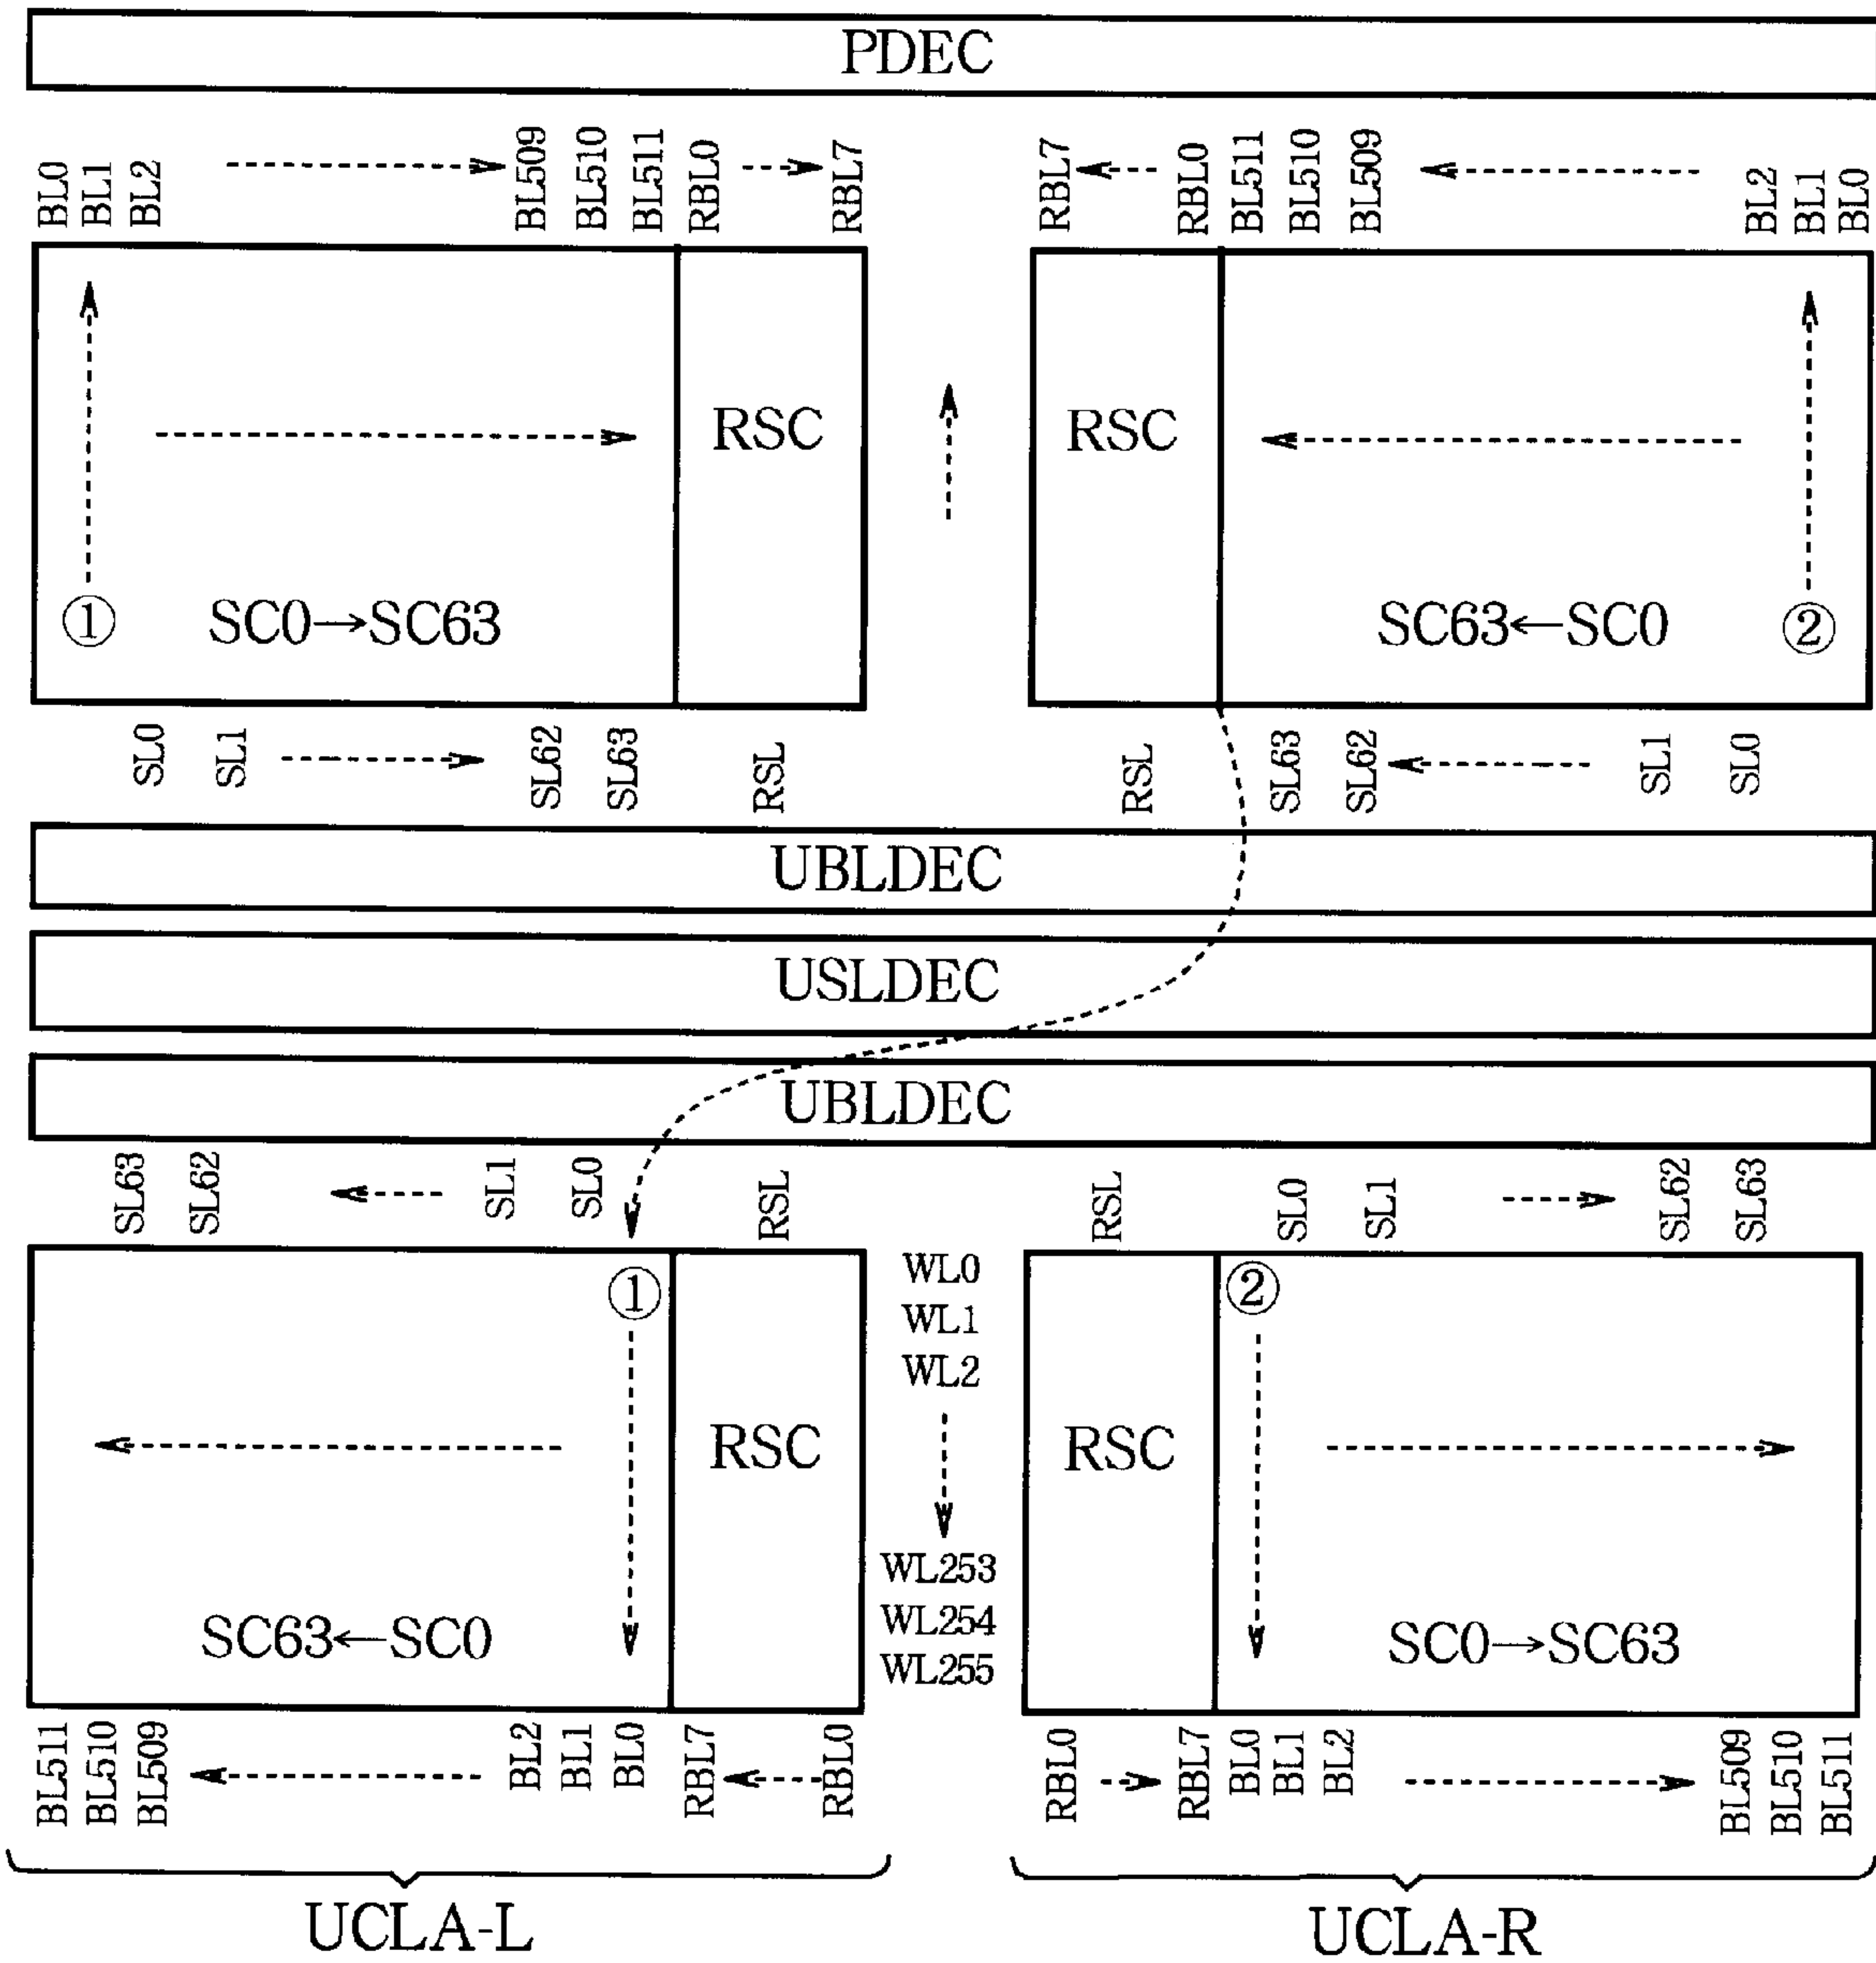 PDEC
BL0 BL1 BL2 BL509 BL510 BL511 RBL0 RBL7 RBL7 RBL0 BL511 BL510 BL509 BL2 BL1 BL0
RSC RSC
① SC0→SC63 SC63←SC0 ②
SL0 SL1 SL62 SL63 RSL RSL SL63 SL62 SL1 SL0
UBLDEC
USLDEC
UBLDEC
SL63 SL62 SL1 SL0 RSL RSL SL0 SL1 SL62 SL63
① WL0 ②
WL1
WL2
RSC RSC
WL253
WL254
SC63←SC0 SC0→SC63
WL255
BL511 BL510 BL509 BL2 BL1 BL0 RBL7 RBL0 RBL0 RBL7 BL0 BL1 BL2 BL509 BL510 BL511
UCLA-L UCLA-R